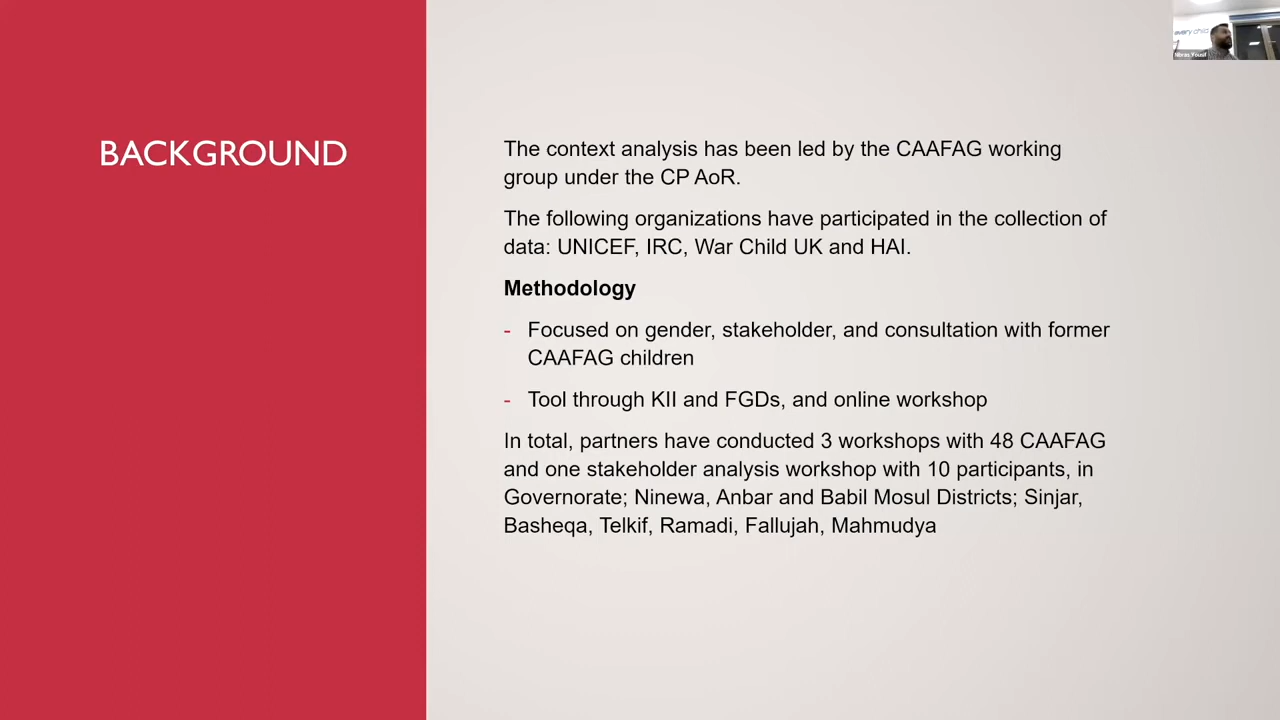 every child
Nibras Yousif
BACKGROUND
The context analysis has been led by the CAAFAG working
group under the CP AoR.
The following organizations have participated in the collection of
data: UNICEF, IRC, War Child UK and HAI.
Methodology
- Focused on gender, stakeholder, and consultation with former
CAAFAG children
- Tool through KII and FGDs, and online workshop
In total, partners have conducted 3 workshops with 48 CAAFAG
and one stakeholder analysis workshop with 10 participants, in
Governorate; Ninewa, Anbar and Babil Mosul Districts; Sinjar,
Basheqa, Telkif, Ramadi, Fallujah, Mahmudya